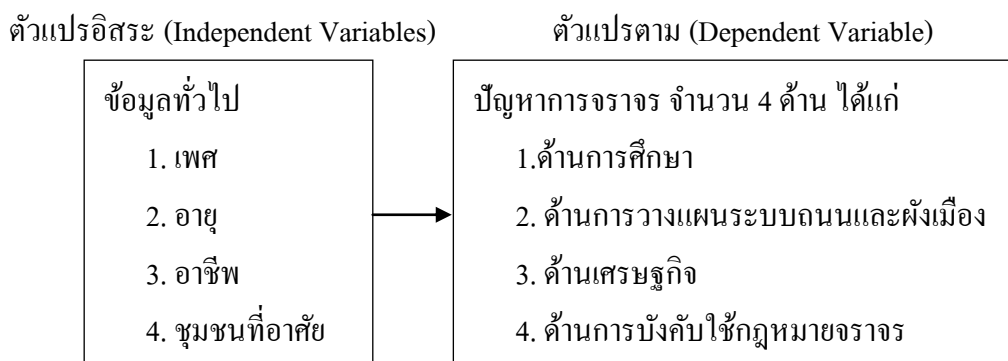 ตัวแปรอิสระ (Independent Variables)
ข้อมูลทั่วไป
1. เพศ
2. อายุ
3. อาชีพ
4. ชุมชนที่อาศัย
ตัวแปรตาม (Dependent Variable)
ปัญหาการจราจร จำนวน 4 ด้าน ได้แก่
1.ด้านการศึกษา
2. ด้านการวางแผนระบบถนนและผังเมือง
3. ด้านเศรษฐกิจ
4. ด้านการบังคับใช้กฎหมายจราจร